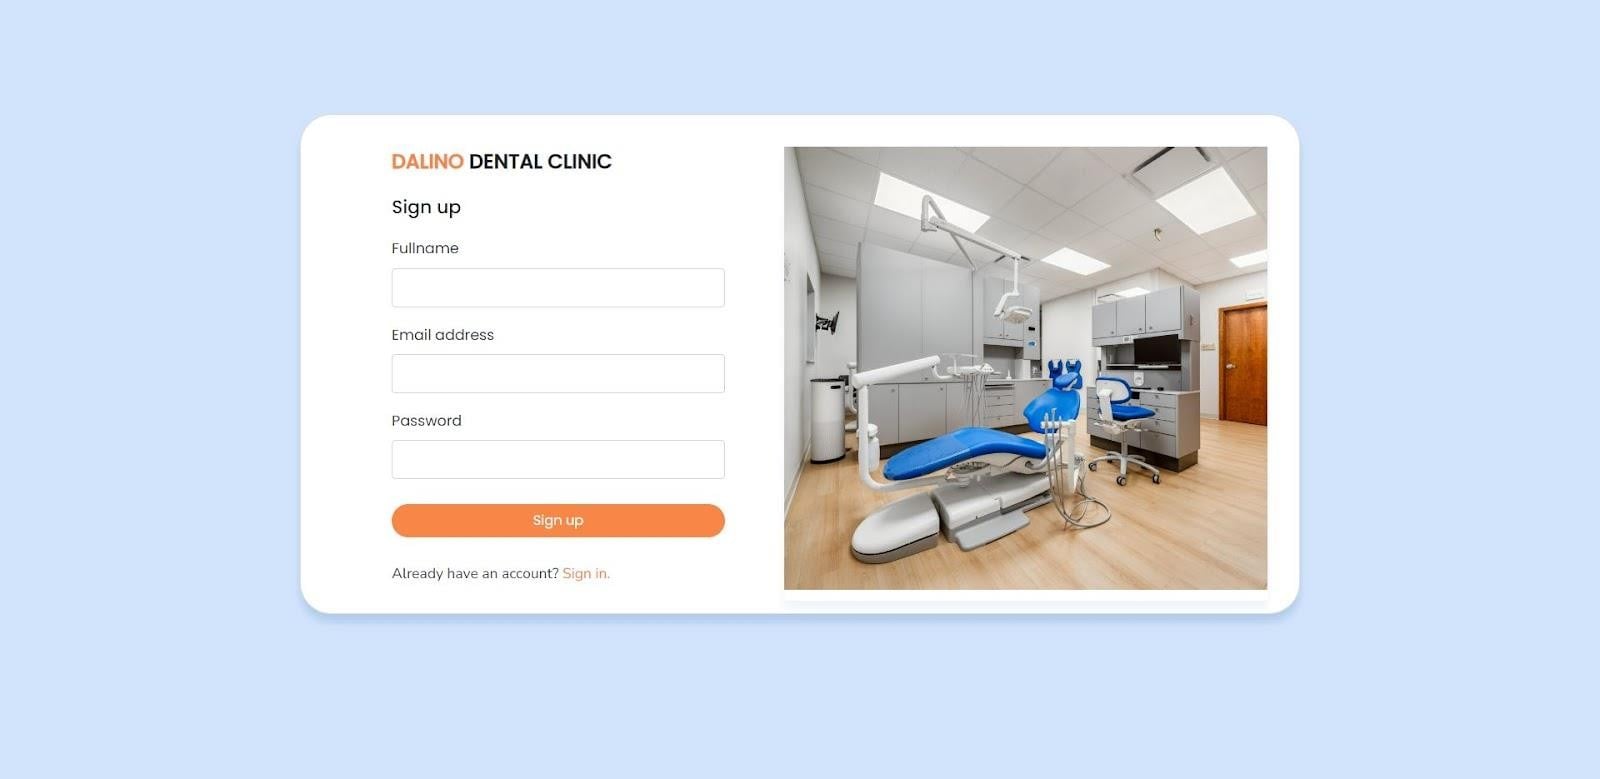 DALINO DENTAL CLINIC
Sign up
Fullname
Email address
Password
Sign up
Already have an account? Sign in.